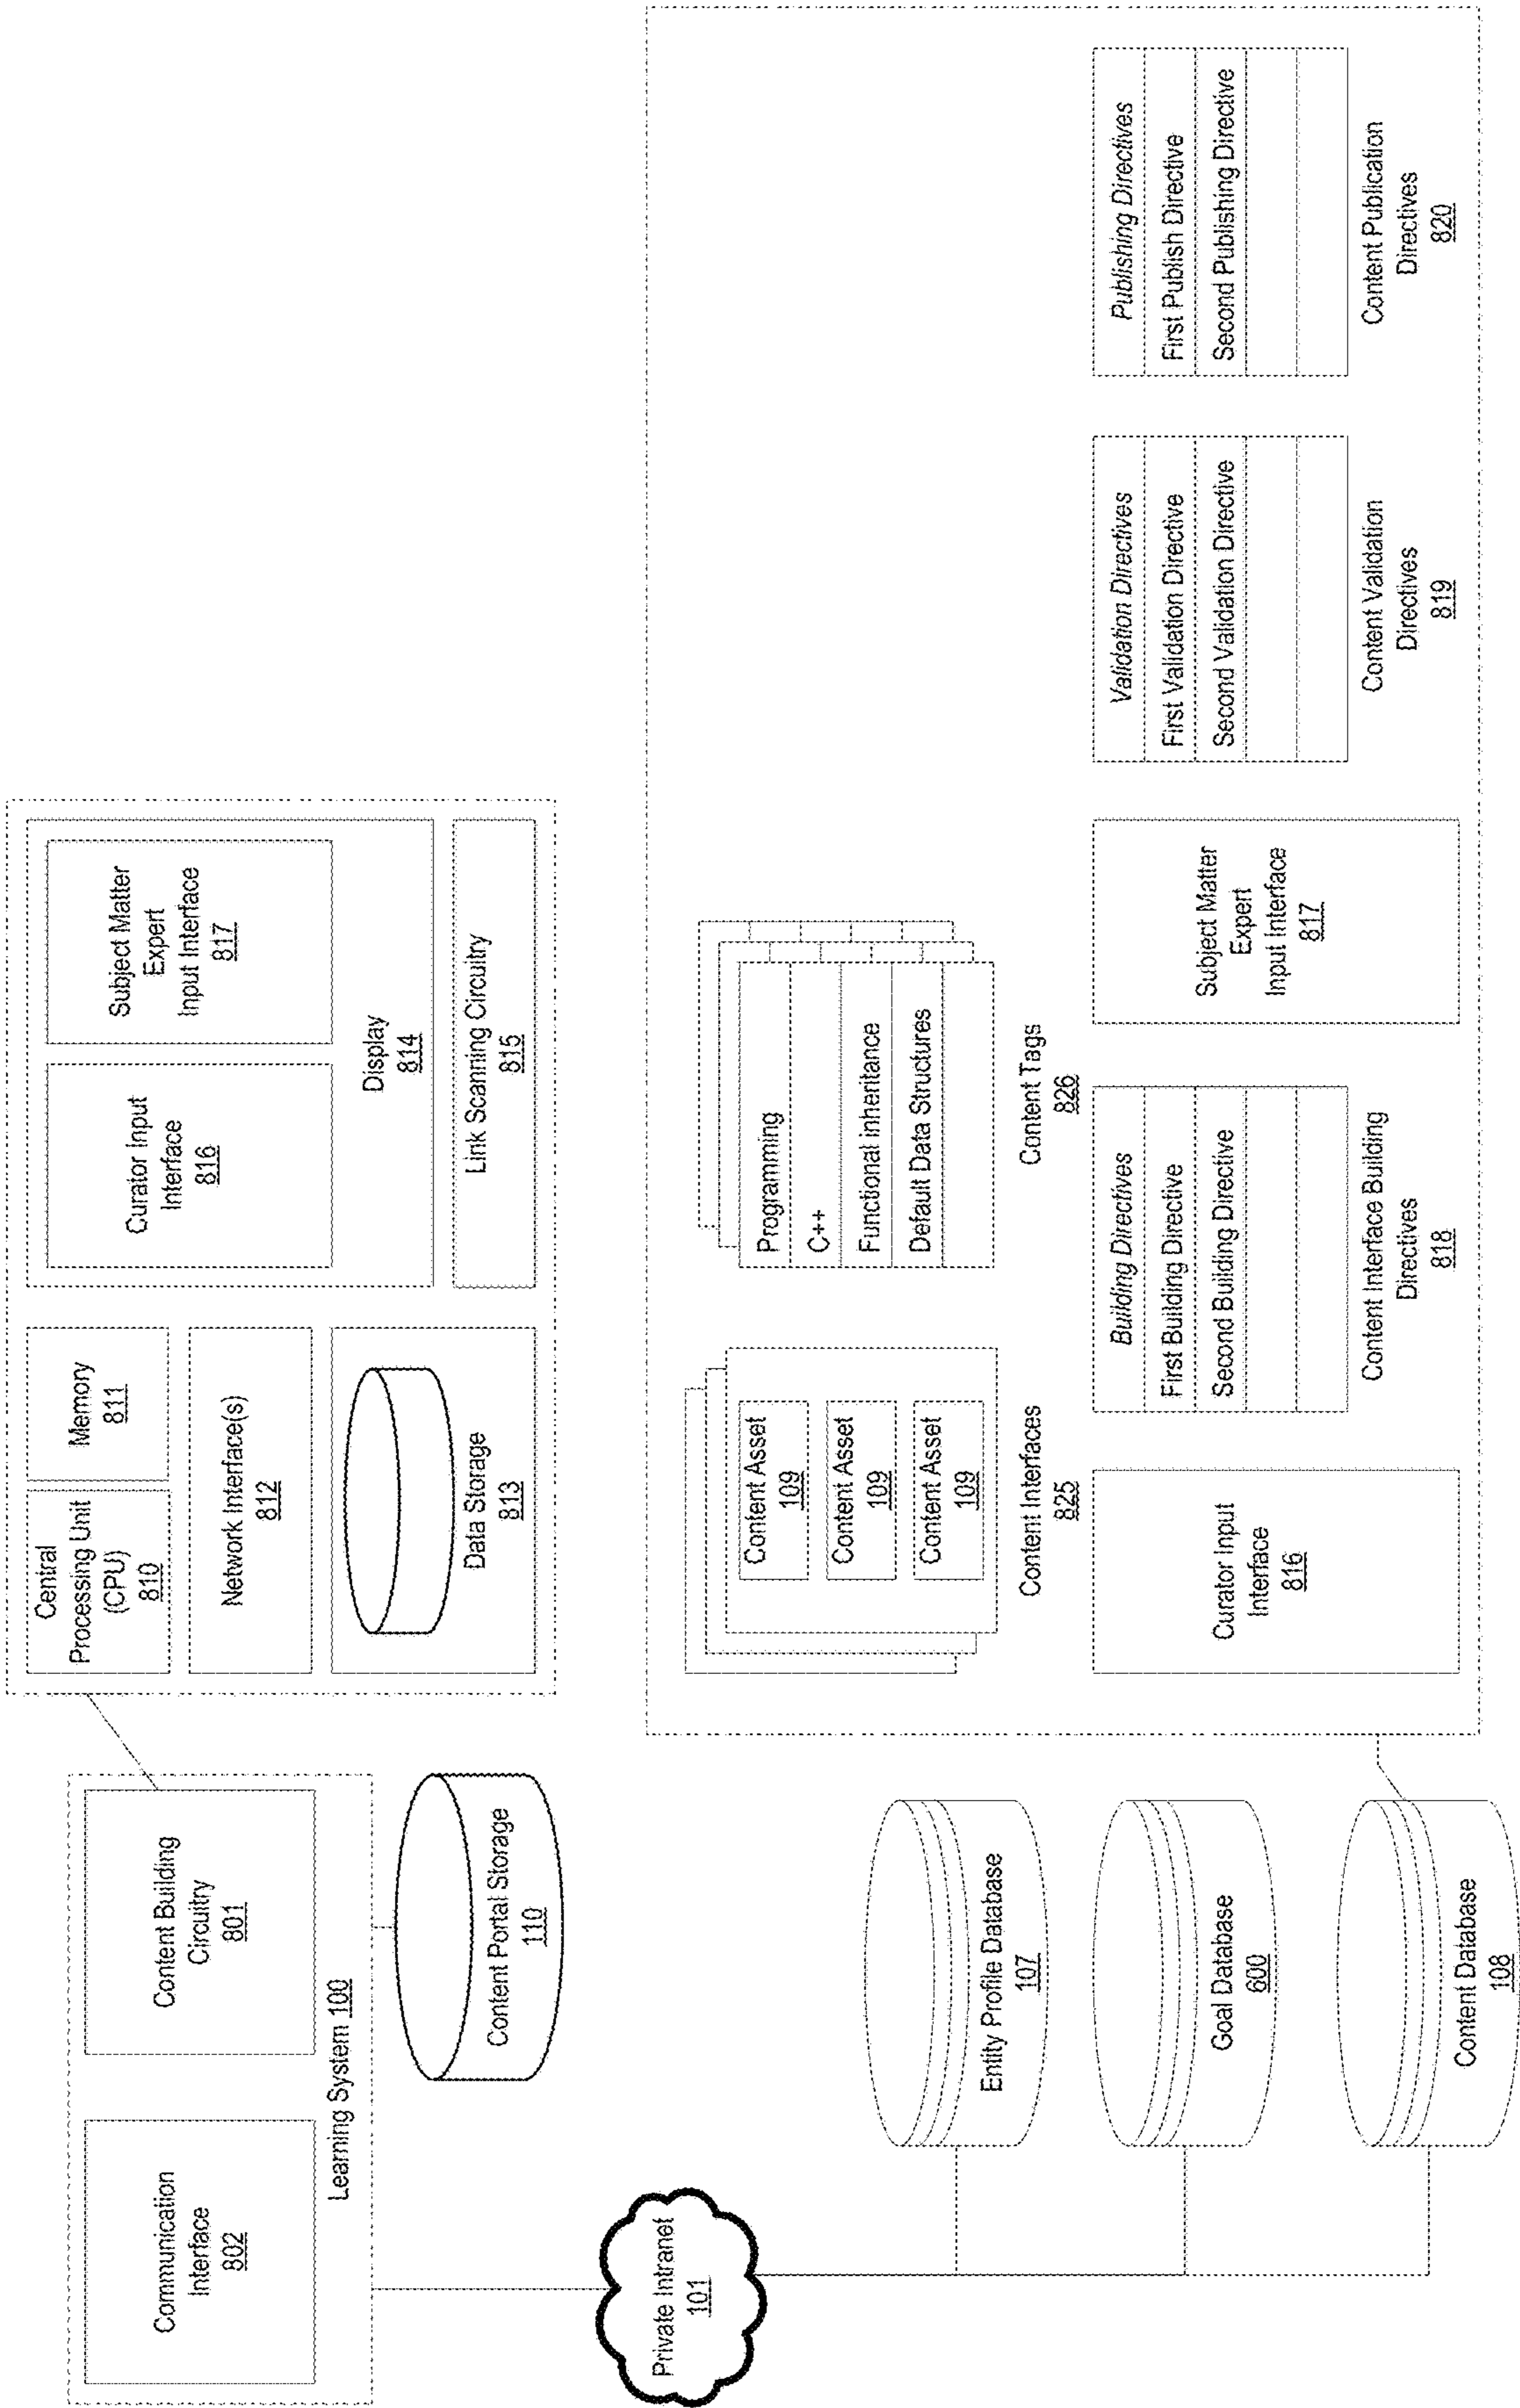 Communication
Interface
802
Content Building
Circuitry
801
Learning System 100
Content Portal Storage
110
Private Intranet
101
Entity Profile Database
107
Goal Database
600
Content Database
108
Central
Processing Unit
(CPU)
810
Memory
811
Network Interface(s)
812
Data Storage
813
Curator Input
Interface
816
Subject Matter
Expert
Input Interface
817
Display
814
Link Scanning Circuitry
815
Content Asset
109
Content Asset
109
Content Asset
109
Content Interfaces
825
Programming
C++
Functional inheritance
Default Data Structures
Content Tags
826
Curator Input
Interface
816
Building Directives
First Building Directive
Second Building Directive
Content Interface Building
Directives
818
Subject Matter
Expert
Input Interface
817
Validation Directives
First Validation Directive
Second Validation Directive
Content Validation
Directives
819
Publishing Directives
First Publish Directive
Second Publishing Directive
Content Publication
Directives
820